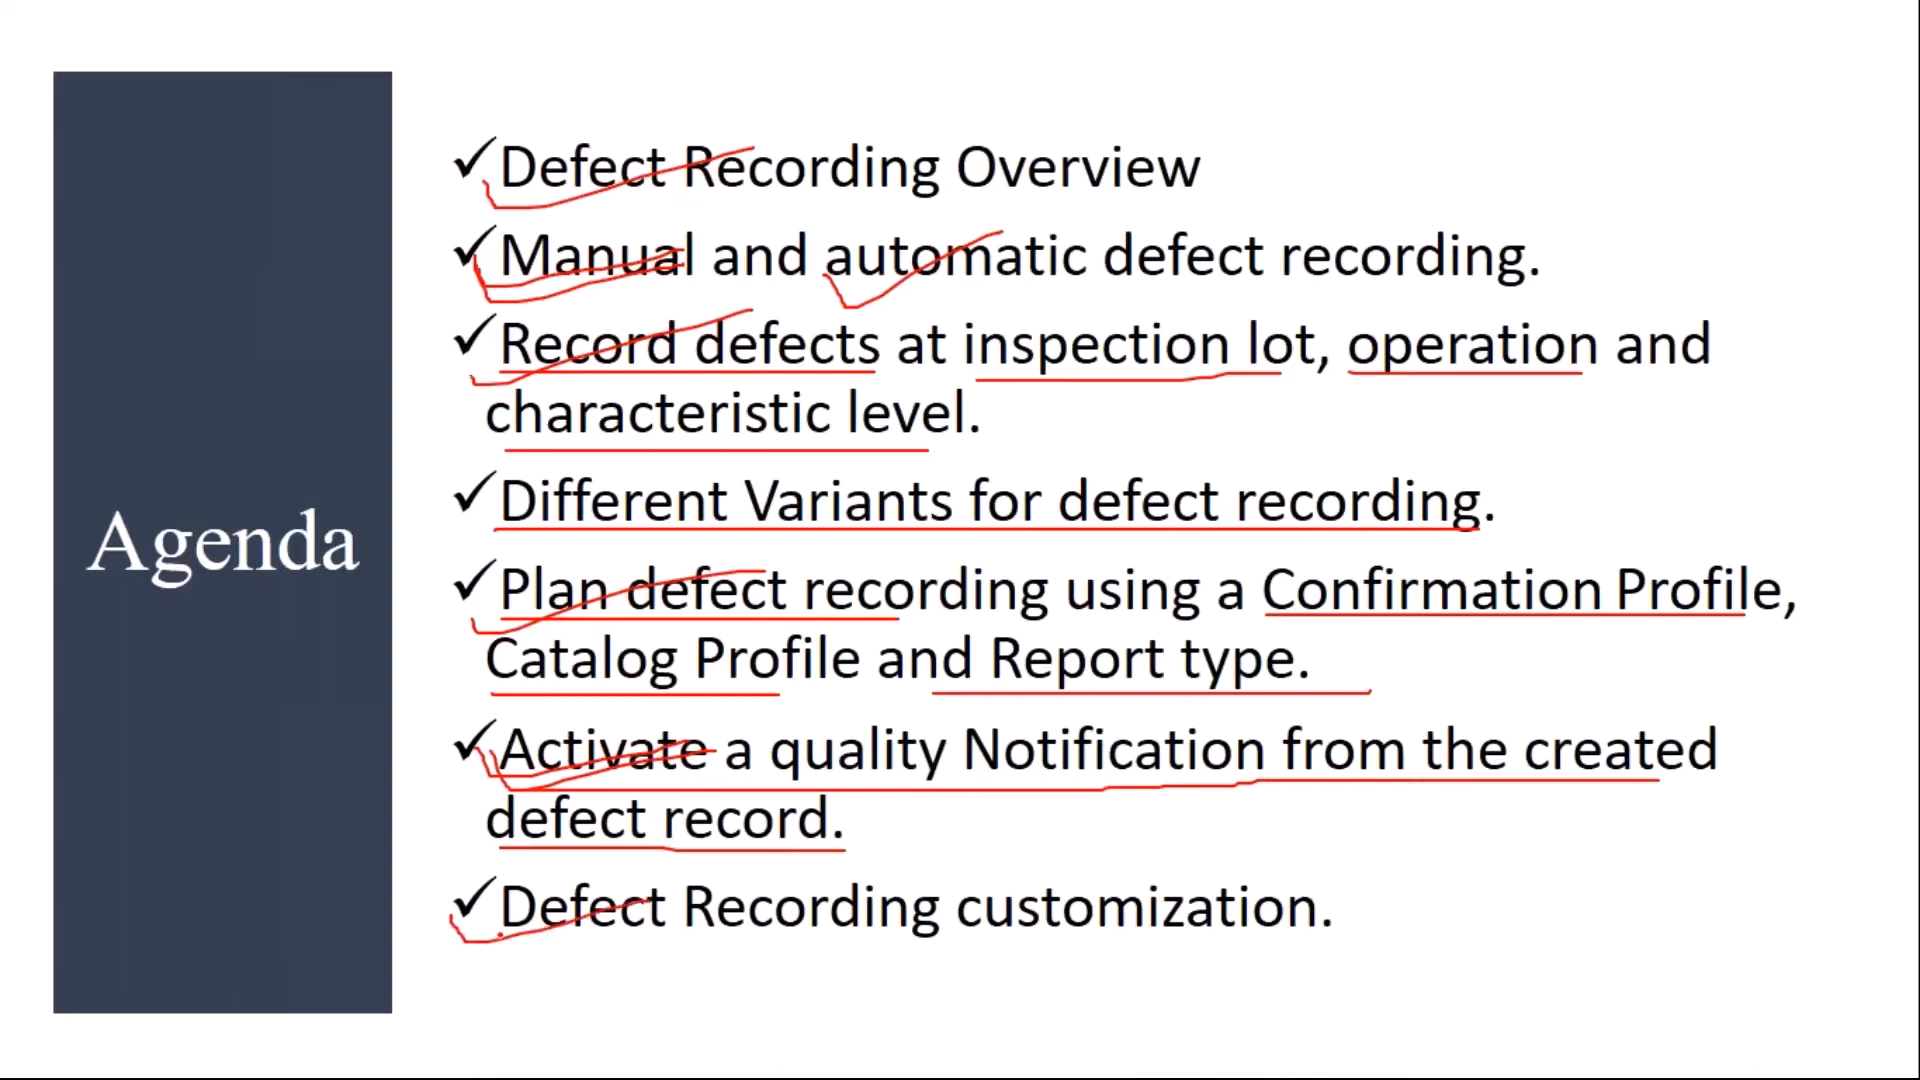 Agenda
✓Defect Recording Overview
✓Manual and automatic defect recording.
✓Record defects at inspection lot, operation and
characteristic level.
✓Different Variants for defect recording.
✓Plan defect recording using a Confirmation Profile,
Catalog Profile and Report type.
✓Activate a quality Notification from the created
defect record.
✓Defect Recording customization.